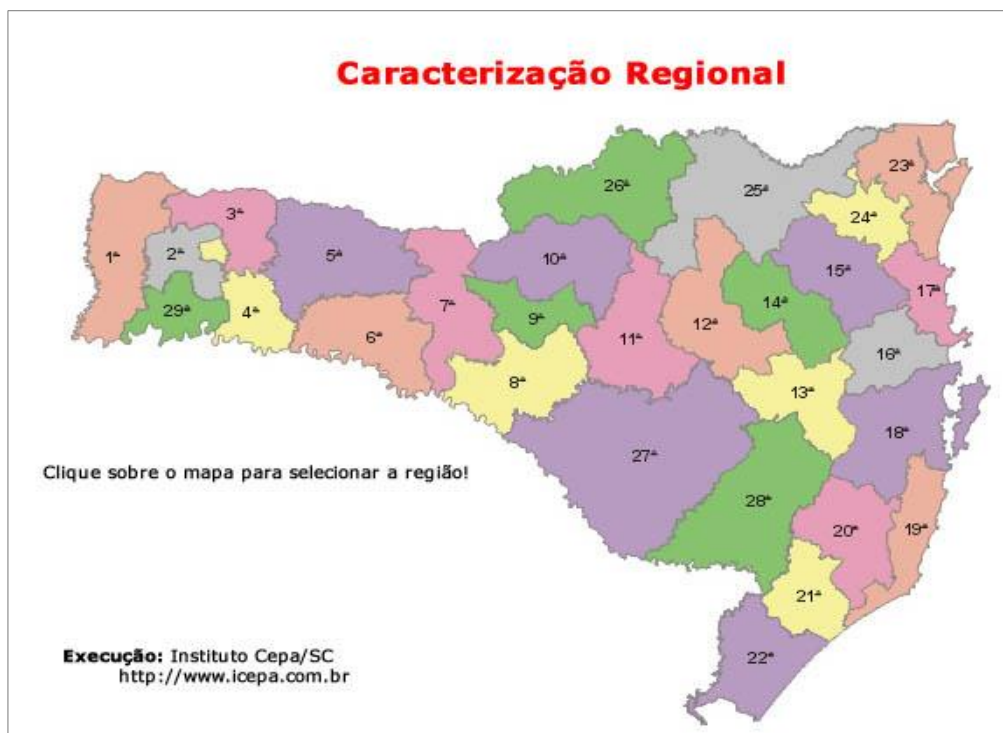 Caracterização Regional
23ª
26ª
25ª
3ª
24ª
2ª
1ª
5ª
10ª
15ª
17ª
14ª
7ª
29ª
4ª
9ª
12ª
6ª
11ª
16ª
8ª
13ª
18ª
27ª
Clique sobre o mapa para selecionar a região!
28ª
19ª
20ª
21ª
22ª
Execução: Instituto Cepa/SC
http://www.icepa.com.br